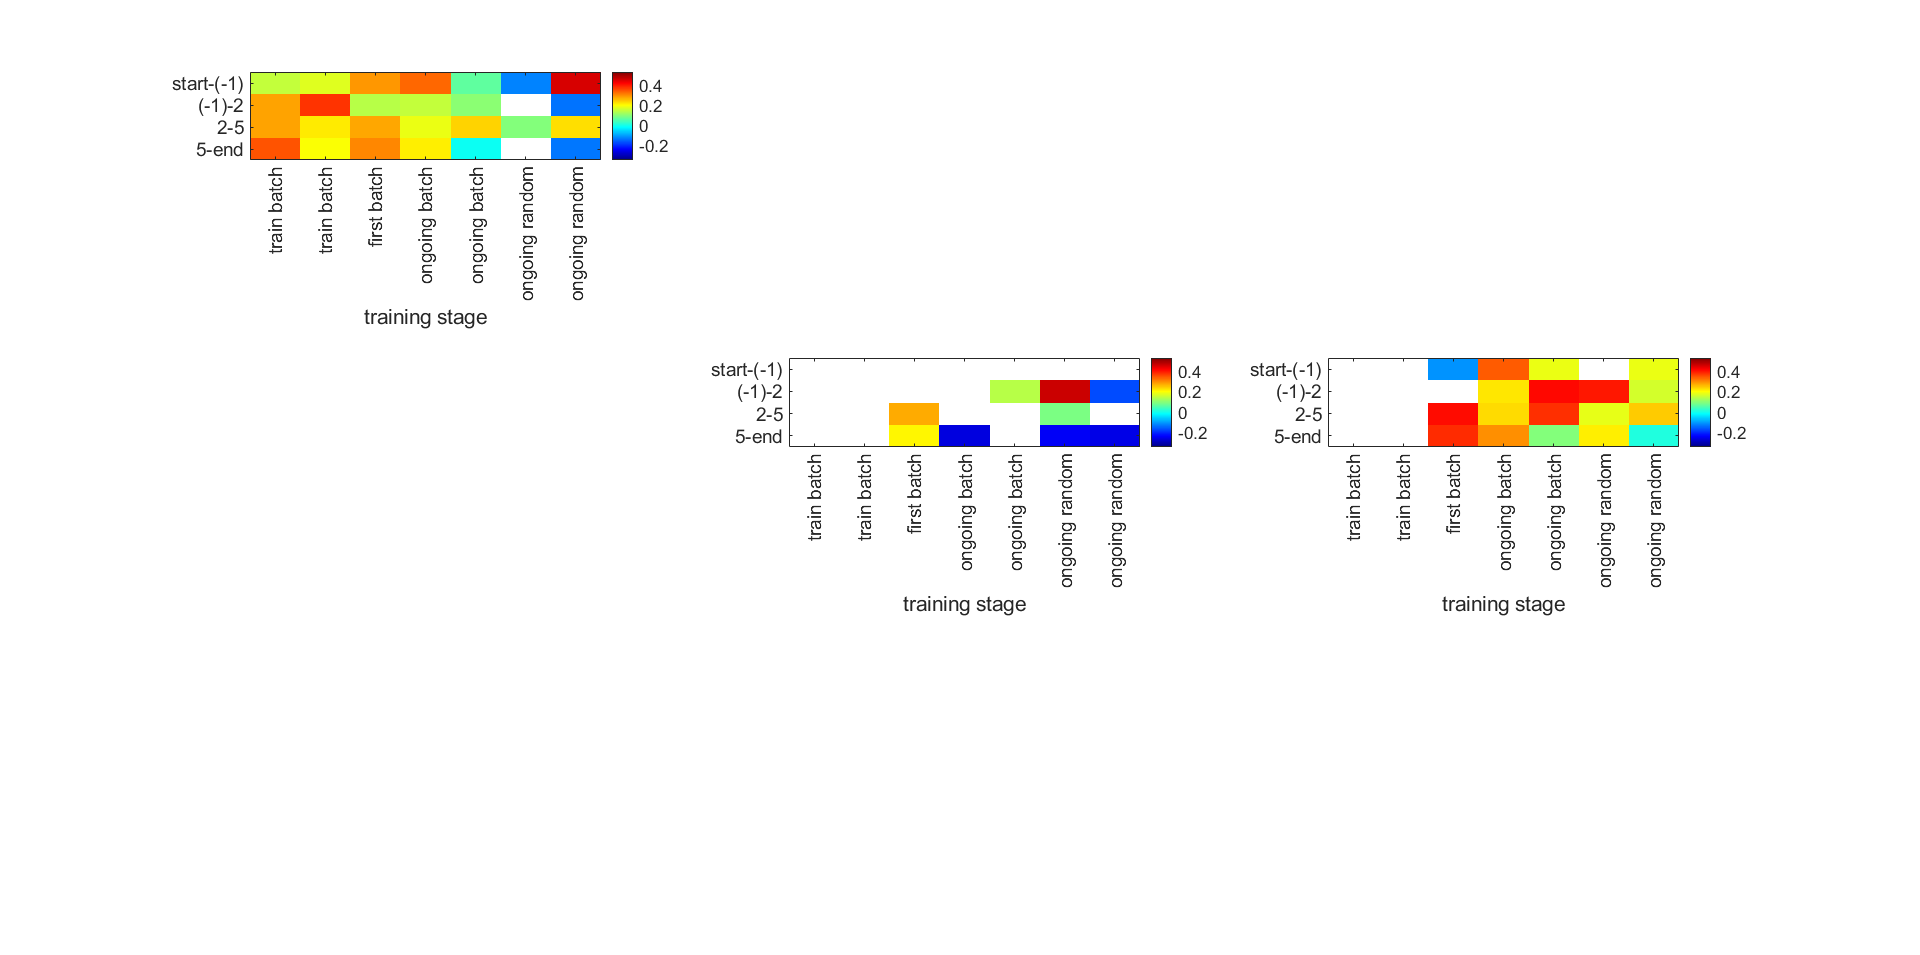 start-(-1)
(-1)-2
2-5
5-end
0.4
0.2
0
-0.2
train batch
train batch
first batch
ongoing batch
ongoing batch
ongoing random
ongoing random
training stage
start-(-1)
(-1)-2
2-5
5-end
0.4
0.2
0
-0.2
train batch
train batch
first batch
ongoing batch
ongoing batch
ongoing random
ongoing random
training stage
start-(-1)
(-1)-2
2-5
5-end
0.4
0.2
0
-0.2
train batch
train batch
first batch
ongoing batch
ongoing batch
ongoing random
ongoing random
training stage